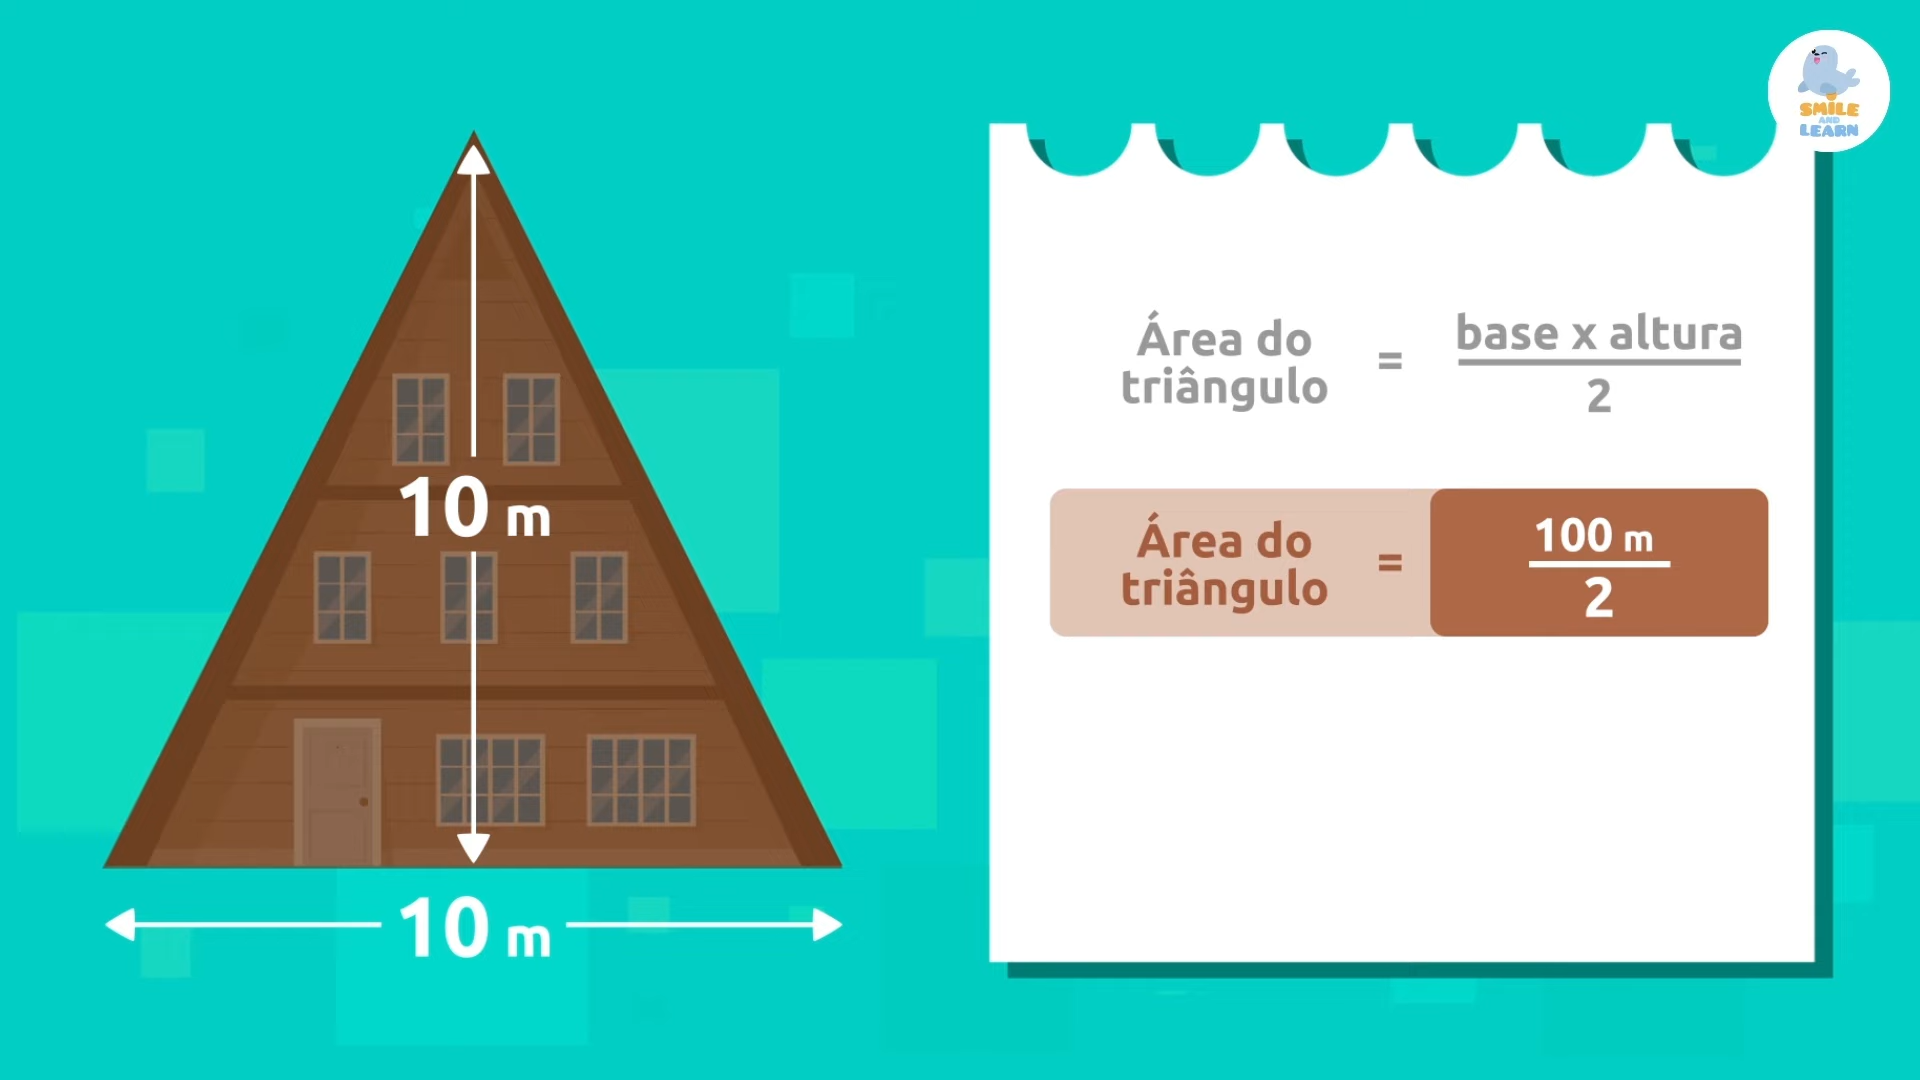 SMILE
AND
LEARN
10 m
10 m
Área do
triângulo
=
base x altura
2
Área do
triângulo
=
100 m
2